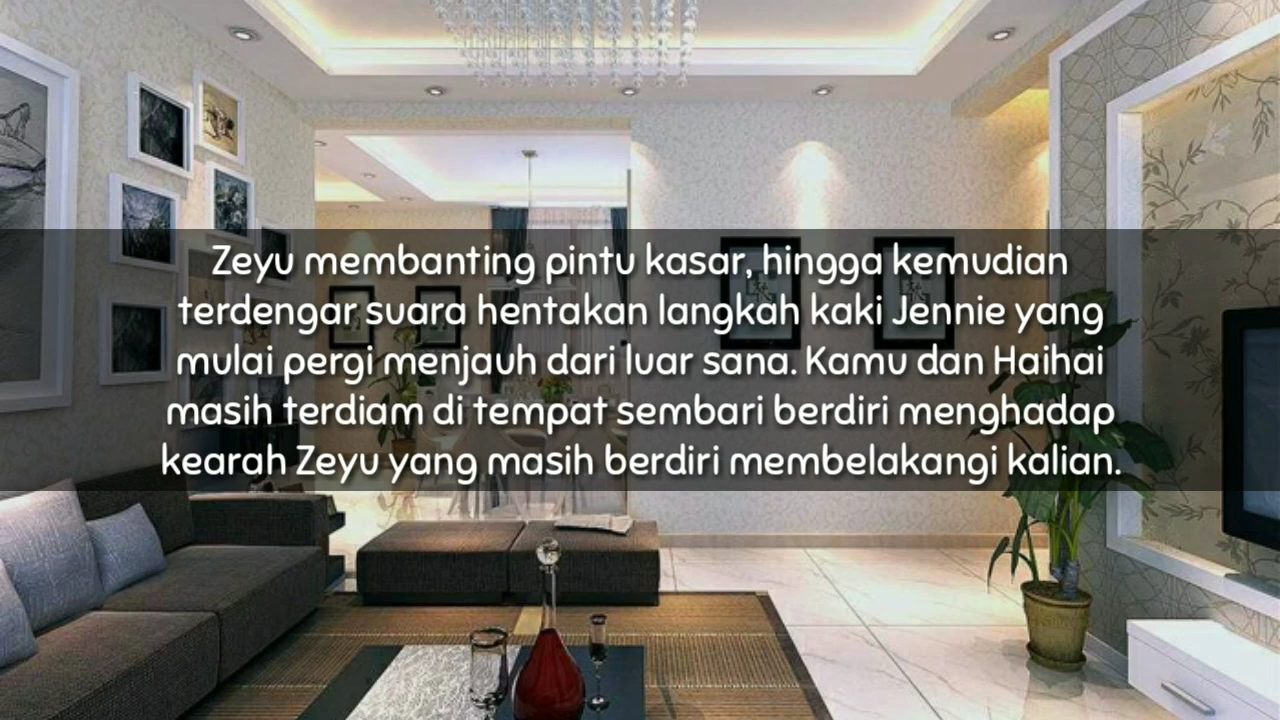 Zeyu membanting pintu kasar, hingga kemudian
terdengar suara hentakan langkah kaki Jennie yang
mulai pergi menjauh dari luar sana. Kamu dan Haihai
masih terdiam di tempat sembari berdiri menghadap
kearah Zeyu yang masih berdiri membelakangi kalian.